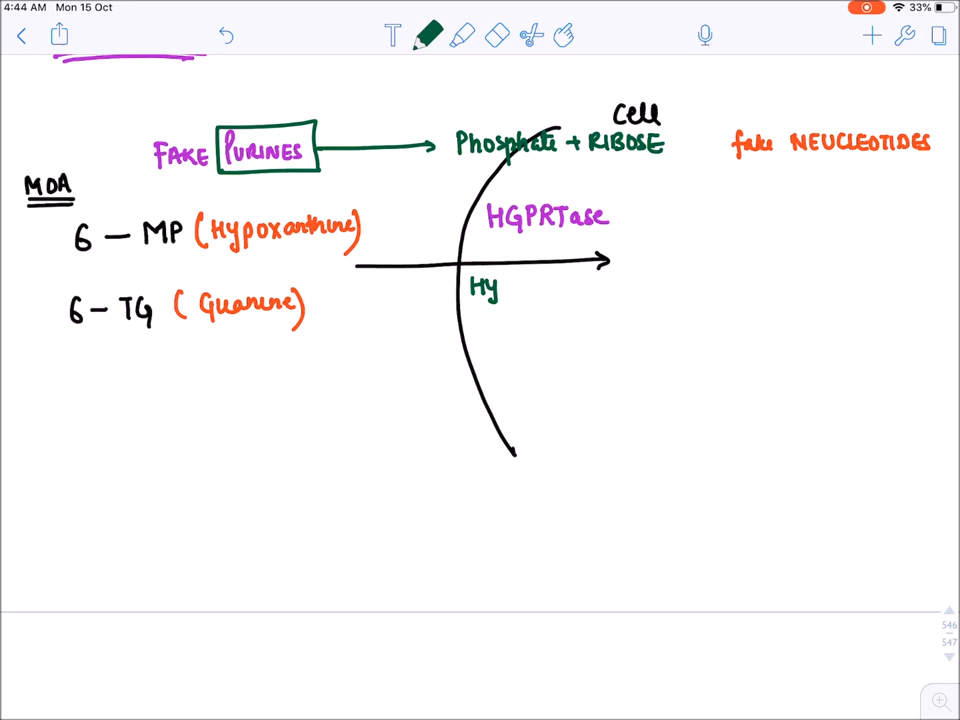 4:44 AM Mon 15 Oct 33%
T
Cell
FAKE PURINES Phosphate + RIBOSE fake NEUCLEOTIDES
MOA
HGPRTase
6 - MP (Hypoxanthine)
Hy
6 - TG (Guanine)
546
547